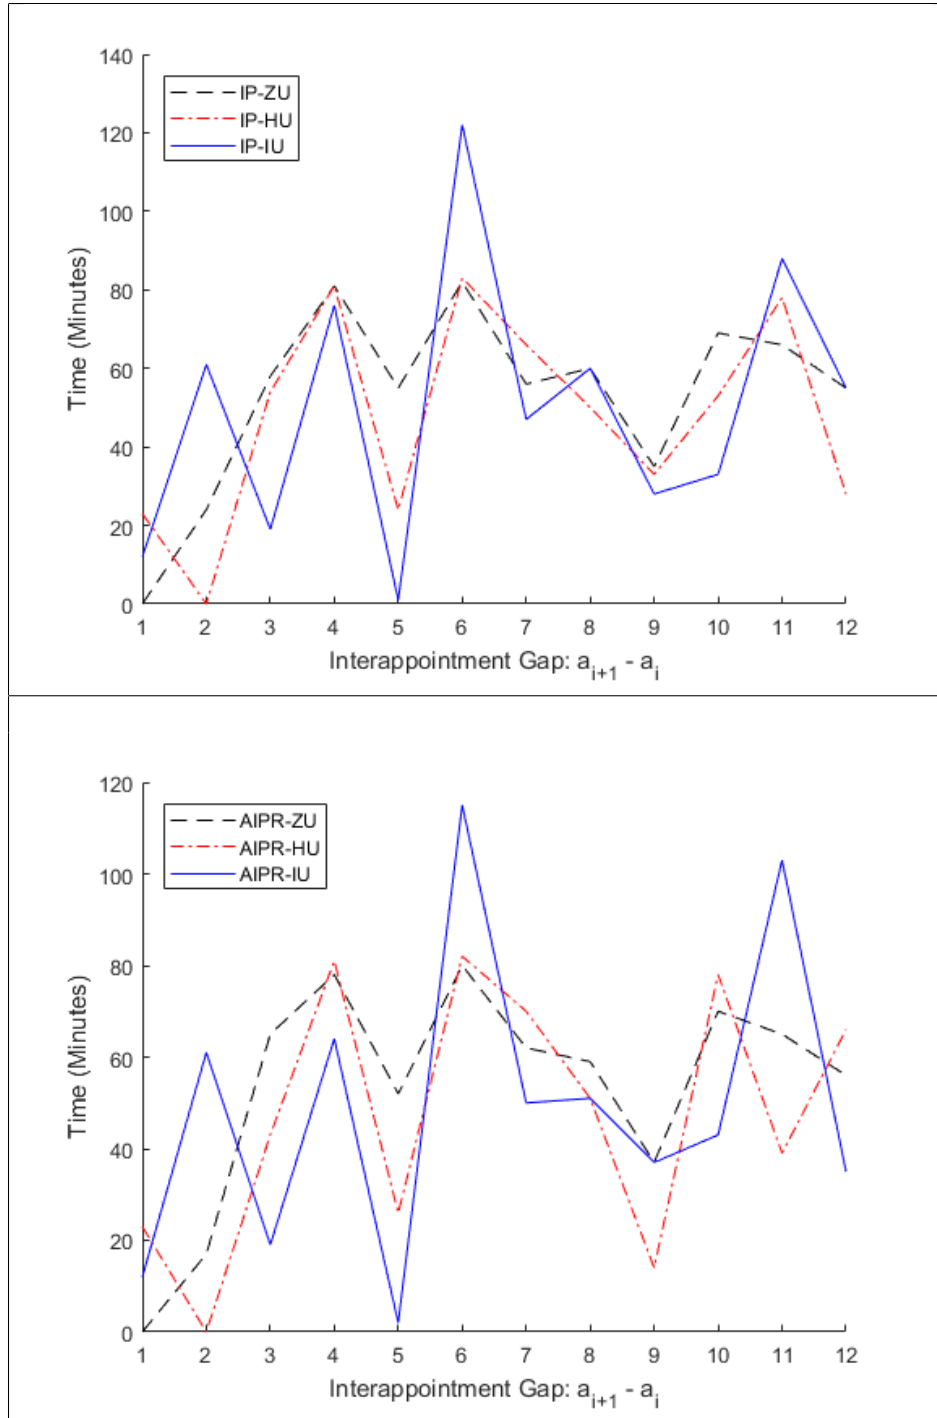 140
120
100
80
60
40
20
0
Time (Minutes)
IP-ZU
IP-HU
IP-IU
1 2 3 4 5 6 7 8 9 10 11 12
Interappointment Gap: a_{i+1} - a_i
120
100
80
60
40
20
0
Time (Minutes)
AIPR-ZU
AIPR-HU
AIPR-IU
1 2 3 4 5 6 7 8 9 10 11 12
Interappointment Gap: a_{i+1} - a_i